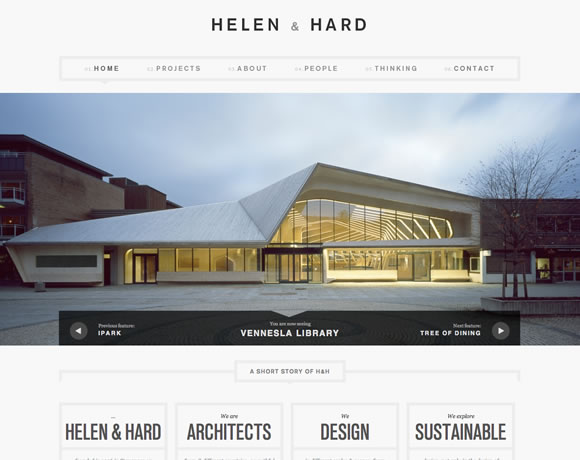 HELEN & HARD
01. HOME 02. PROJECTS 03. ABOUT 04. PEOPLE 05. THINKING 06. CONTACT
Previous feature: You are now seeing Next feature:
IPARK VENNESLA LIBRARY TREE OF DINING
A SHORT STORY OF H&H
... We are We We explore
HELEN & HARD ARCHITECTS DESIGN SUSTAINABLE